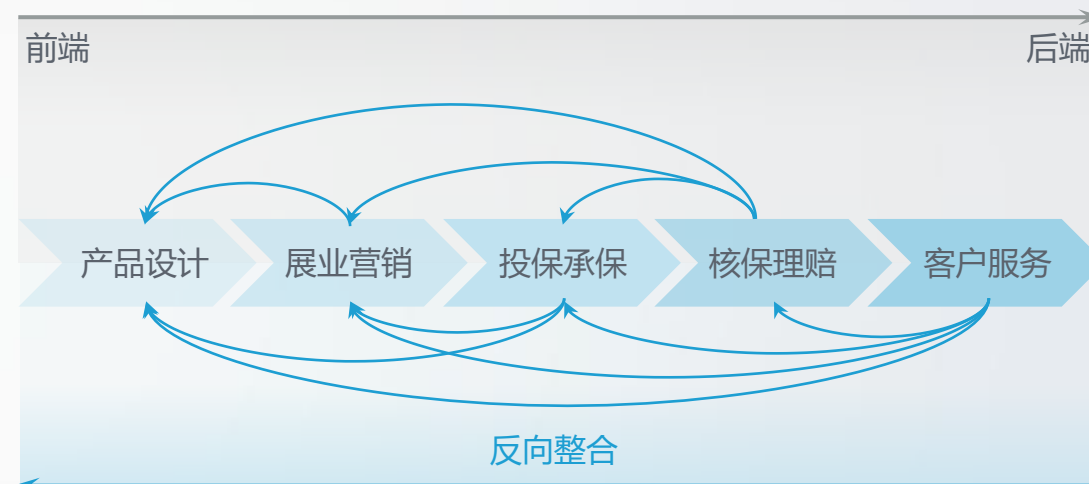 前端
后端
产品设计
展业营销
投保承保
核保理赔
客户服务
反向整合